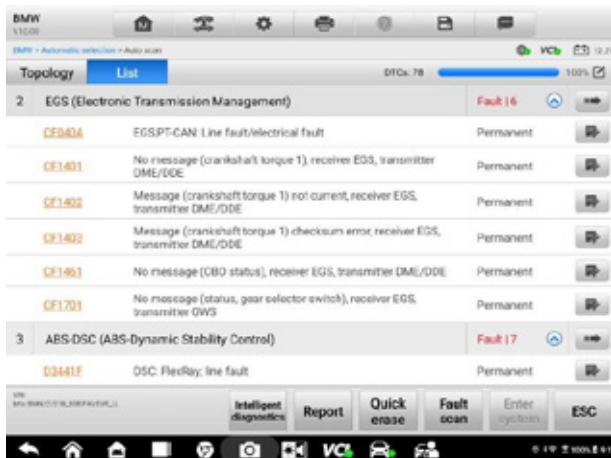 BMW
V10.00
BMW > Automatic selection > Auto scan
VCI
Topology
List
DTCs: 78
100%
2 EGS (Electronic Transmission Management) Fault | 6
CF040A EGS,PT-CAN: Line fault/electrical fault Permanent
CF1401 No message (crankshaft torque 1), receiver EGS, transmitter
DME/DDE Permanent
CF1402 Message (crankshaft torque 1) not current, receiver EGS,
transmitter DME/DDE Permanent
CF1403 Message (crankshaft torque 1) checksum error, receiver EGS,
transmitter DME/DDE Permanent
CF1461 No message (CBO status), receiver EGS, transmitter DME/DDE Permanent
CF1701 No message (status, gear selector switch), receiver EGS,
transmitter GWS Permanent
3 ABS-DSC (ABS-Dynamic Stability Control) Fault | 7
D3441F DSC: FlexRay; line fault Permanent
Intelligent
diagnostics
Report
Quick
erase
Fault
scan
Enter
system
ESC
VCI